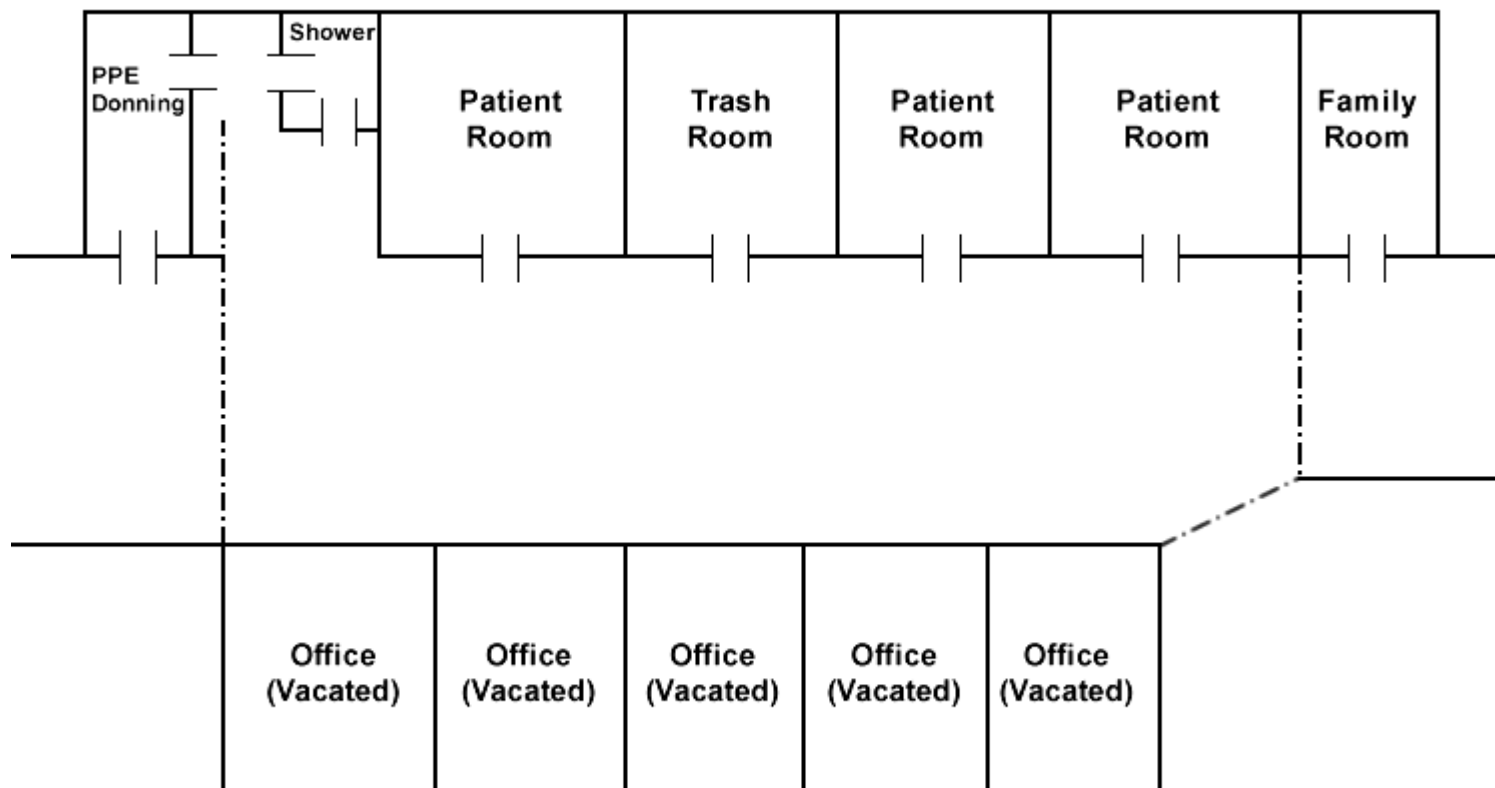 Shower
PPE
Donning
Patient
Room
Trash
Room
Patient
Room
Patient
Room
Family
Room
Office
(Vacated)
Office
(Vacated)
Office
(Vacated)
Office
(Vacated)
Office
(Vacated)